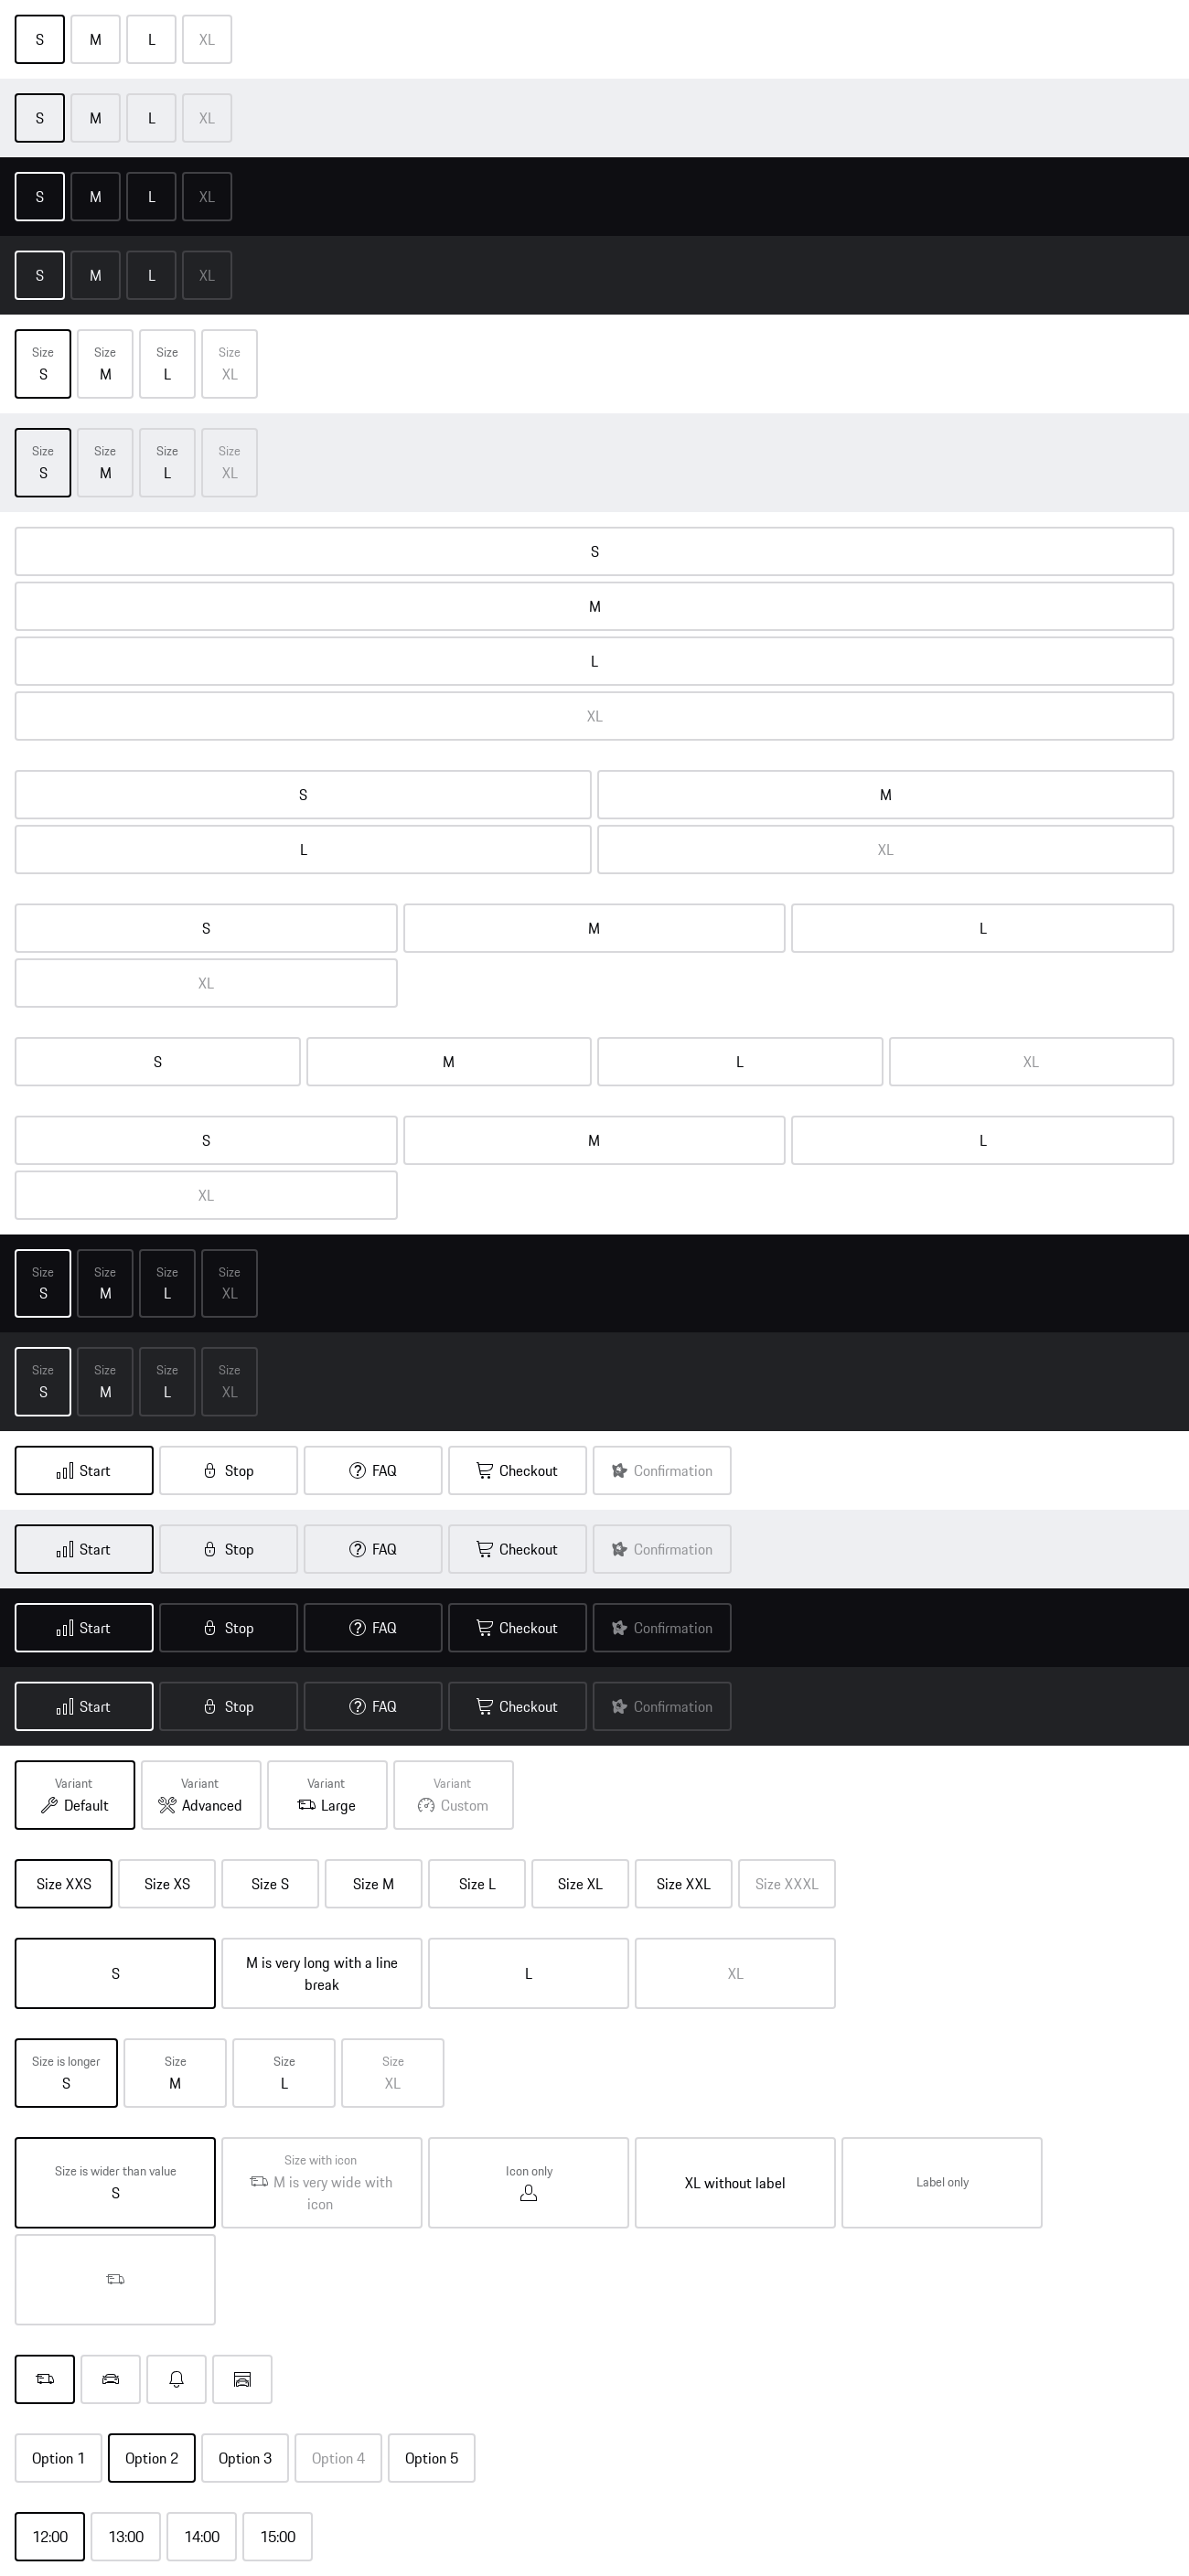 S M L XL
S M L XL
S M L XL
S M L XL
Size Size Size Size
S M L XL
Size Size Size Size
S M L XL
S
M
L
XL
S M
L XL
S M L
XL
S M L XL
S M L
XL
Size Size Size Size
S M L XL
Size Size Size Size
S M L XL
Start Stop FAQ Checkout Confirmation
Start Stop FAQ Checkout Confirmation
Start Stop FAQ Checkout Confirmation
Start Stop FAQ Checkout Confirmation
Variant Variant Variant Variant
Default Advanced Large Custom
Size XXS Size XS Size S Size M Size L Size XL Size XXL Size XXXL
S M is very long with a line break L XL
Size is longer Size Size Size
S M L XL
Size is wider than value
S
Size with icon
M is very wide with
icon
Icon only
XL without label
Label only
Option 1 Option 2 Option 3 Option 4 Option 5
12:00 13:00 14:00 15:00